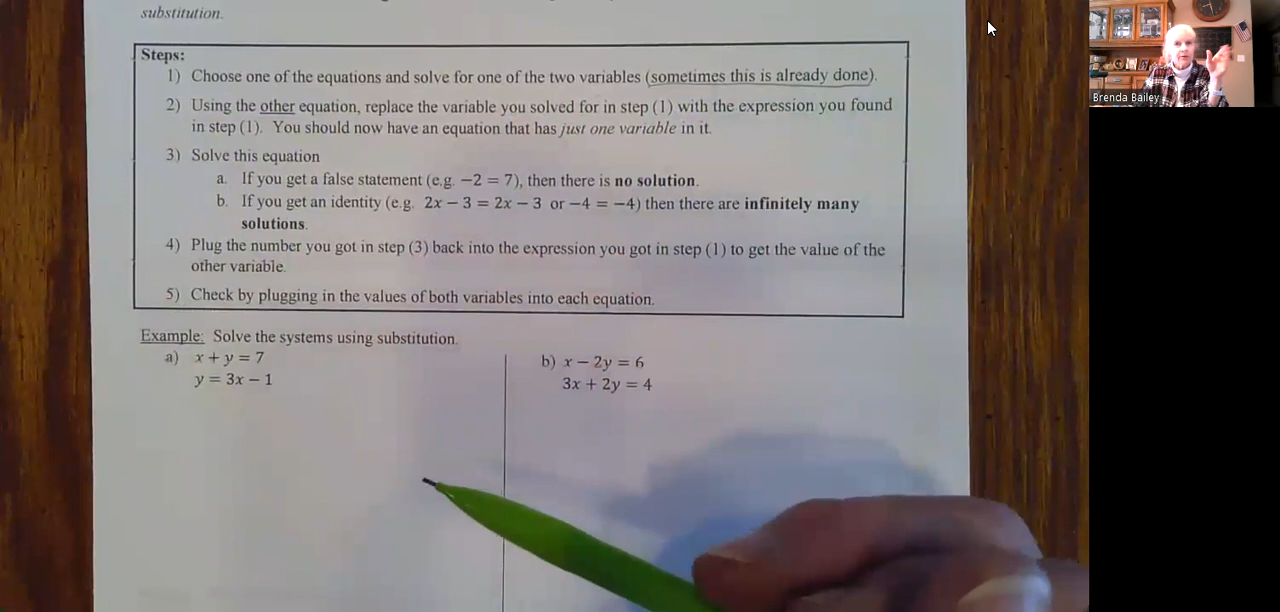 substitution.
Steps:
1) Choose one of the equations and solve for one of the two variables (sometimes this is already done).
2) Using the other equation, replace the variable you solved for in step (1) with the expression you found
in step (1). You should now have an equation that has just one variable in it.
3) Solve this equation
a. If you get a false statement (e.g. −2 = 7), then there is no solution.
b. If you get an identity (e.g. 2x − 3 = 2x − 3 or −4 = −4) then there are infinitely many
solutions.
4) Plug the number you got in step (3) back into the expression you got in step (1) to get the value of the
other variable.
5) Check by plugging in the values of both variables into each equation.
Example: Solve the systems using substitution.
a) x + y = 7
y = 3x − 1
b) x − 2y = 6
3x + 2y = 4
Brenda Bailey